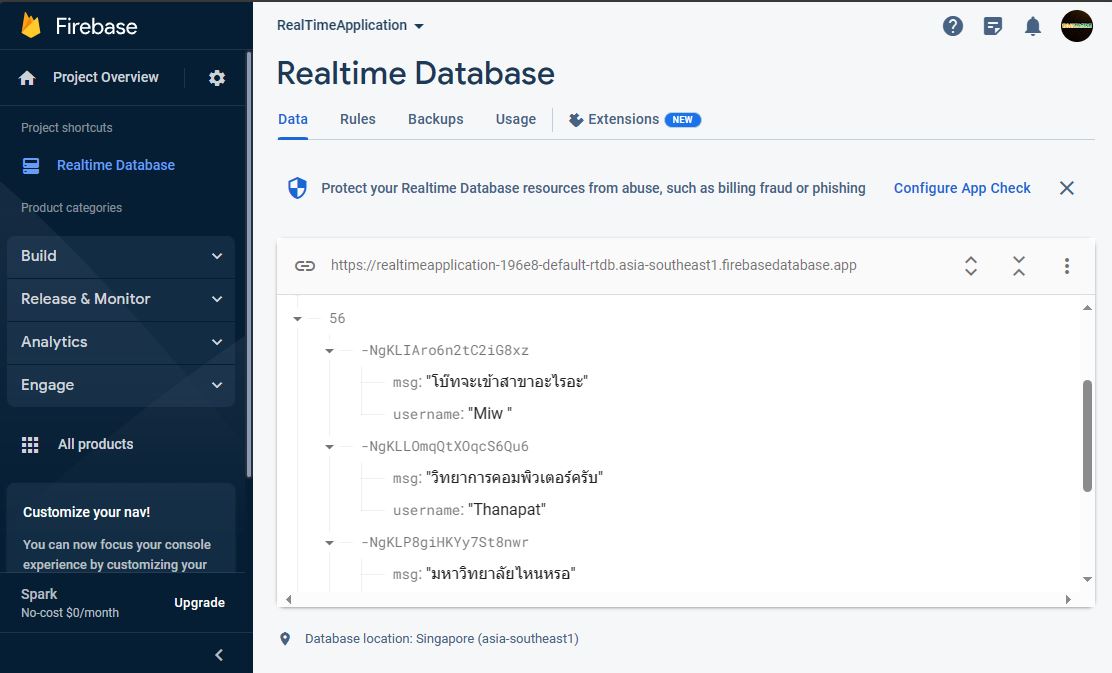 Firebase
RealTimeApplication
Project Overview
Realtime Database
Project shortcuts
Data Rules Backups Usage Extensions NEW
Realtime Database
Protect your Realtime Database resources from abuse, such as billing fraud or phishing Configure App Check
Product categories
Build
https://realtimeapplication-196e8-default-rtdb.asia-southeast1.firebasedatabase.app
Release & Monitor
56
Analytics
-NgKLIAro6n2tC2iG8xz
Engage
msg: "โบ๊ทจะเข้าสาขาอะไรอะ"
username: "Miw "
All products
-NgKLLOmqQtXOqcS6Qu6
msg: "วิทยาการคอมพิวเตอร์ครับ"
Customize your nav!
username: "Thanapat"
You can now focus your console
-NgKLP8giHKYy7St8nwr
experience by customizing your
msg: "มหาวิทยาลัยไหนหรอ"
Spark
No-cost $0/month
Upgrade
Database location: Singapore (asia-southeast1)